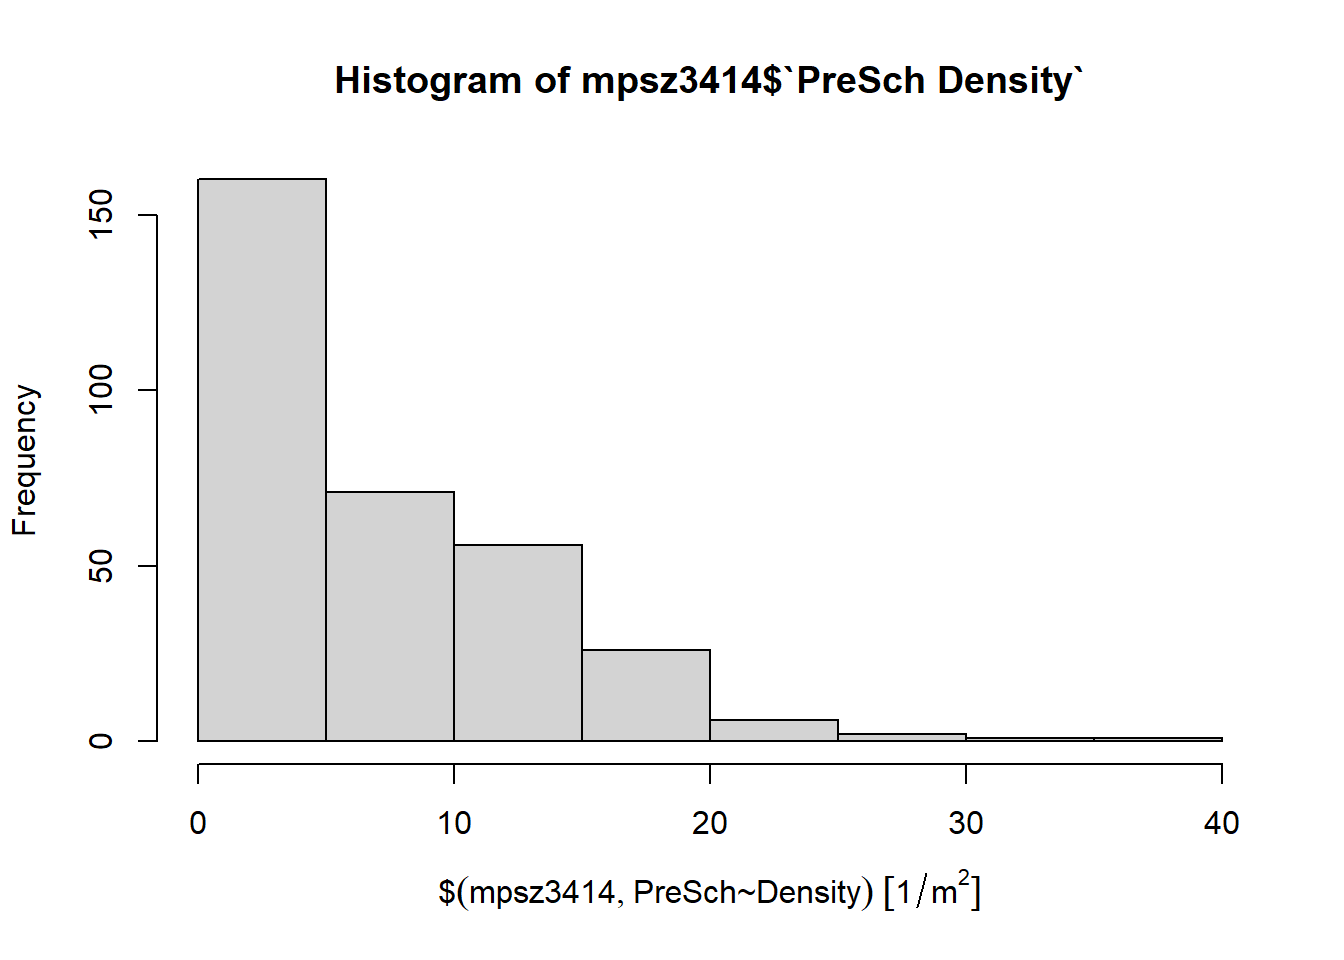 Histogram of mpsz3414$`PreSch Density`
150
100
50
0
Frequency
0 10 20 30 40
$(mpsz3414, PreSch~Density) [1/m²]